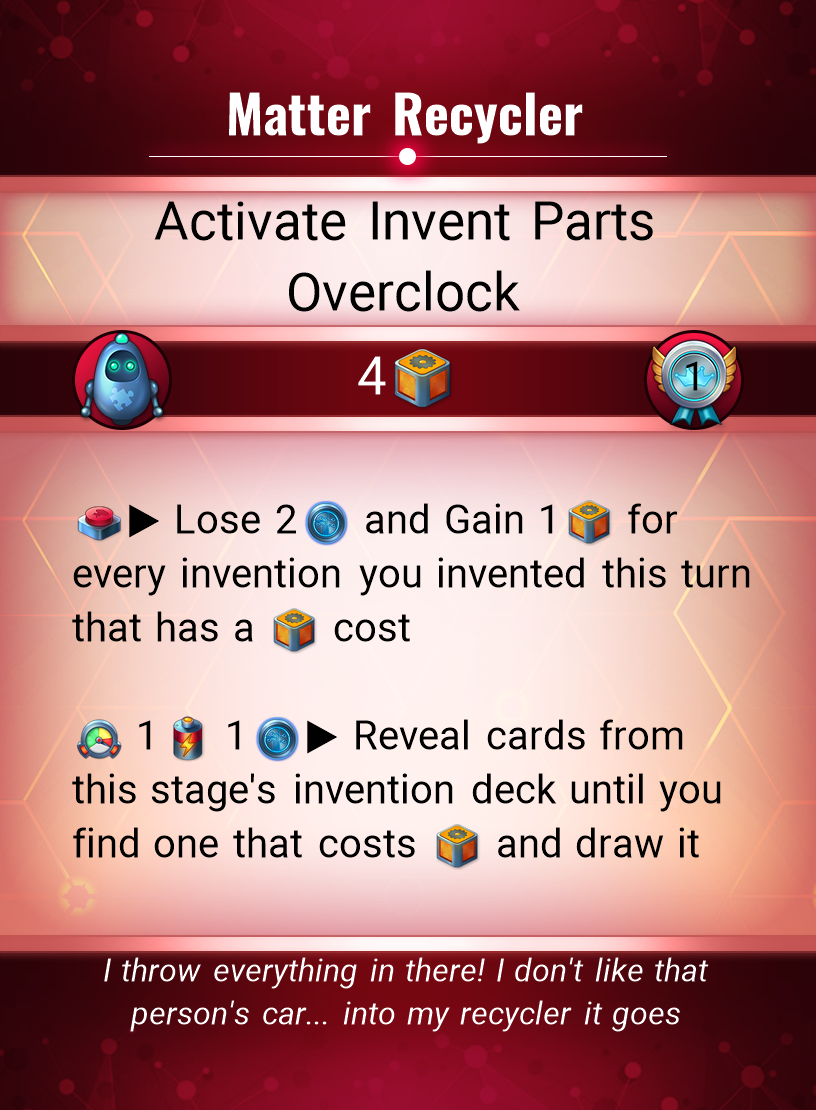 Matter Recycler
Activate Invent Parts
Overclock
4
1
▶ Lose 2 and Gain 1 for
every invention you invented this turn
that has a cost
1 1 ▶ Reveal cards from
this stage's invention deck until you
find one that costs and draw it
I throw everything in there! I don't like that
person's car... into my recycler it goes